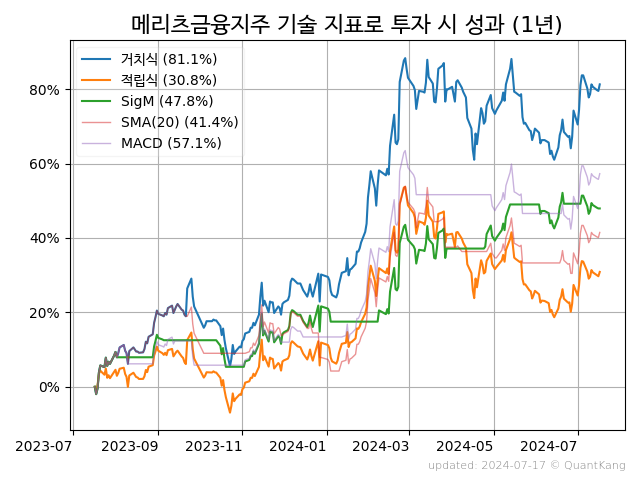 메리츠금융지주 기술 지표로 투자 시 성과 (1년)
거치식 (81.1%)
적립식 (30.8%)
SigM (47.8%)
SMA(20) (41.4%)
MACD (57.1%)
80%
60%
40%
20%
0%
2023-07 2023-09 2023-11 2024-01 2024-03 2024-05 2024-07
updated: 2024-07-17 © QuantKang